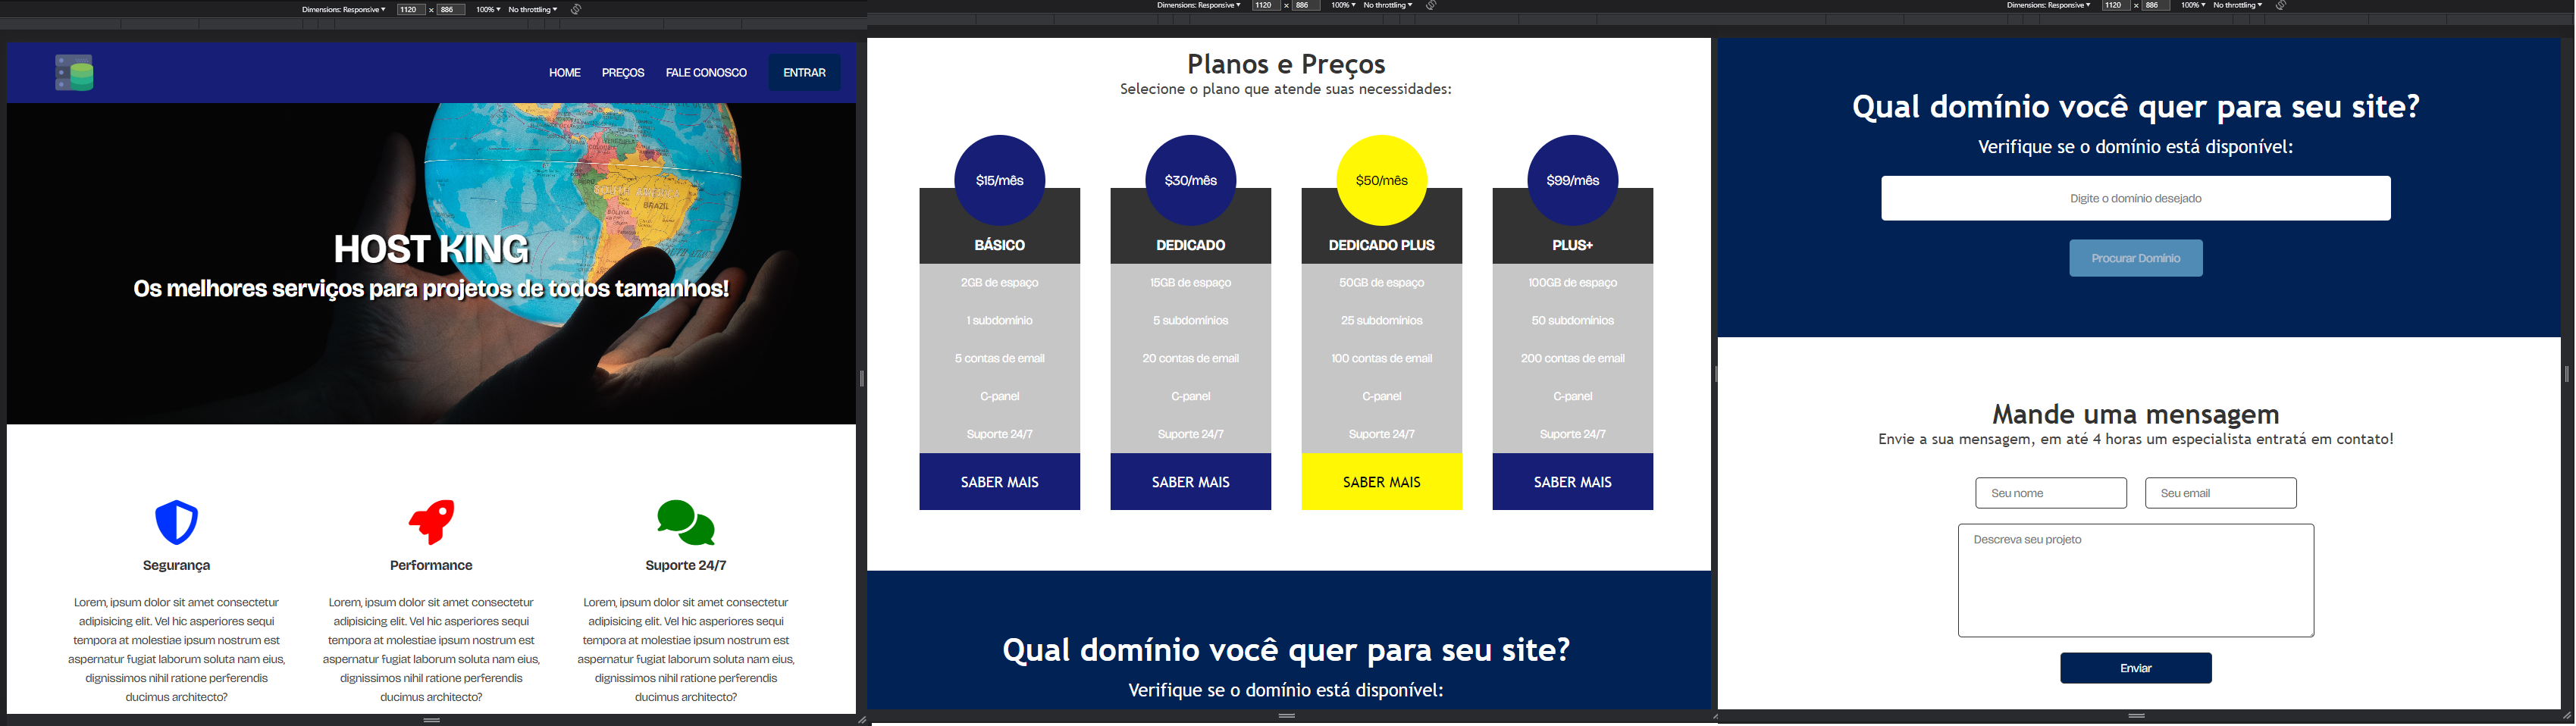 Dimensions: Responsive 1120 × 886 100% No throttling
HOME PREÇOS FALE CONOSCO ENTRAR
VENEZUELA
PERU
BRAZIL
BOLIVIA
HOST KING
Os melhores serviços para projetos de todos tamanhos!
Segurança
Lorem, ipsum dolor sit amet consectetur
adipisicing elit. Vel hic asperiores sequi
tempora at molestiae ipsum nostrum est
aspernatur fugiat laborum soluta nam eius,
dignissimos nihil ratione perferendis
ducimus architecto?
Performance
Lorem, ipsum dolor sit amet consectetur
adipisicing elit. Vel hic asperiores sequi
tempora at molestiae ipsum nostrum est
aspernatur fugiat laborum soluta nam eius,
dignissimos nihil ratione perferendis
ducimus architecto?
Suporte 24/7
Lorem, ipsum dolor sit amet consectetur
adipisicing elit. Vel hic asperiores sequi
tempora at molestiae ipsum nostrum est
aspernatur fugiat laborum soluta nam eius,
dignissimos nihil ratione perferendis
ducimus architecto?
Dimensions: Responsive 1120 × 886 100% No throttling
Planos e Preços
Selecione o plano que atende suas necessidades:
$15/mês
BÁSICO
2GB de espaço
1 subdomínio
5 contas de email
C-panel
Suporte 24/7
SABER MAIS
$30/mês
DEDICADO
15GB de espaço
5 subdomínios
20 contas de email
C-panel
Suporte 24/7
SABER MAIS
$50/mês
DEDICADO PLUS
50GB de espaço
25 subdomínios
100 contas de email
C-panel
Suporte 24/7
SABER MAIS
$99/mês
PLUS+
100GB de espaço
50 subdomínios
200 contas de email
C-panel
Suporte 24/7
SABER MAIS
Qual domínio você quer para seu site?
Verifique se o domínio está disponível:
Dimensions: Responsive 1120 × 886 100% No throttling
Qual domínio você quer para seu site?
Verifique se o domínio está disponível:
Digite o domínio desejado
Procurar Domínio
Mande uma mensagem
Envie a sua mensagem, em até 4 horas um especialista entratá em contato!
Seu nome
Seu email
Descreva seu projeto
Enviar